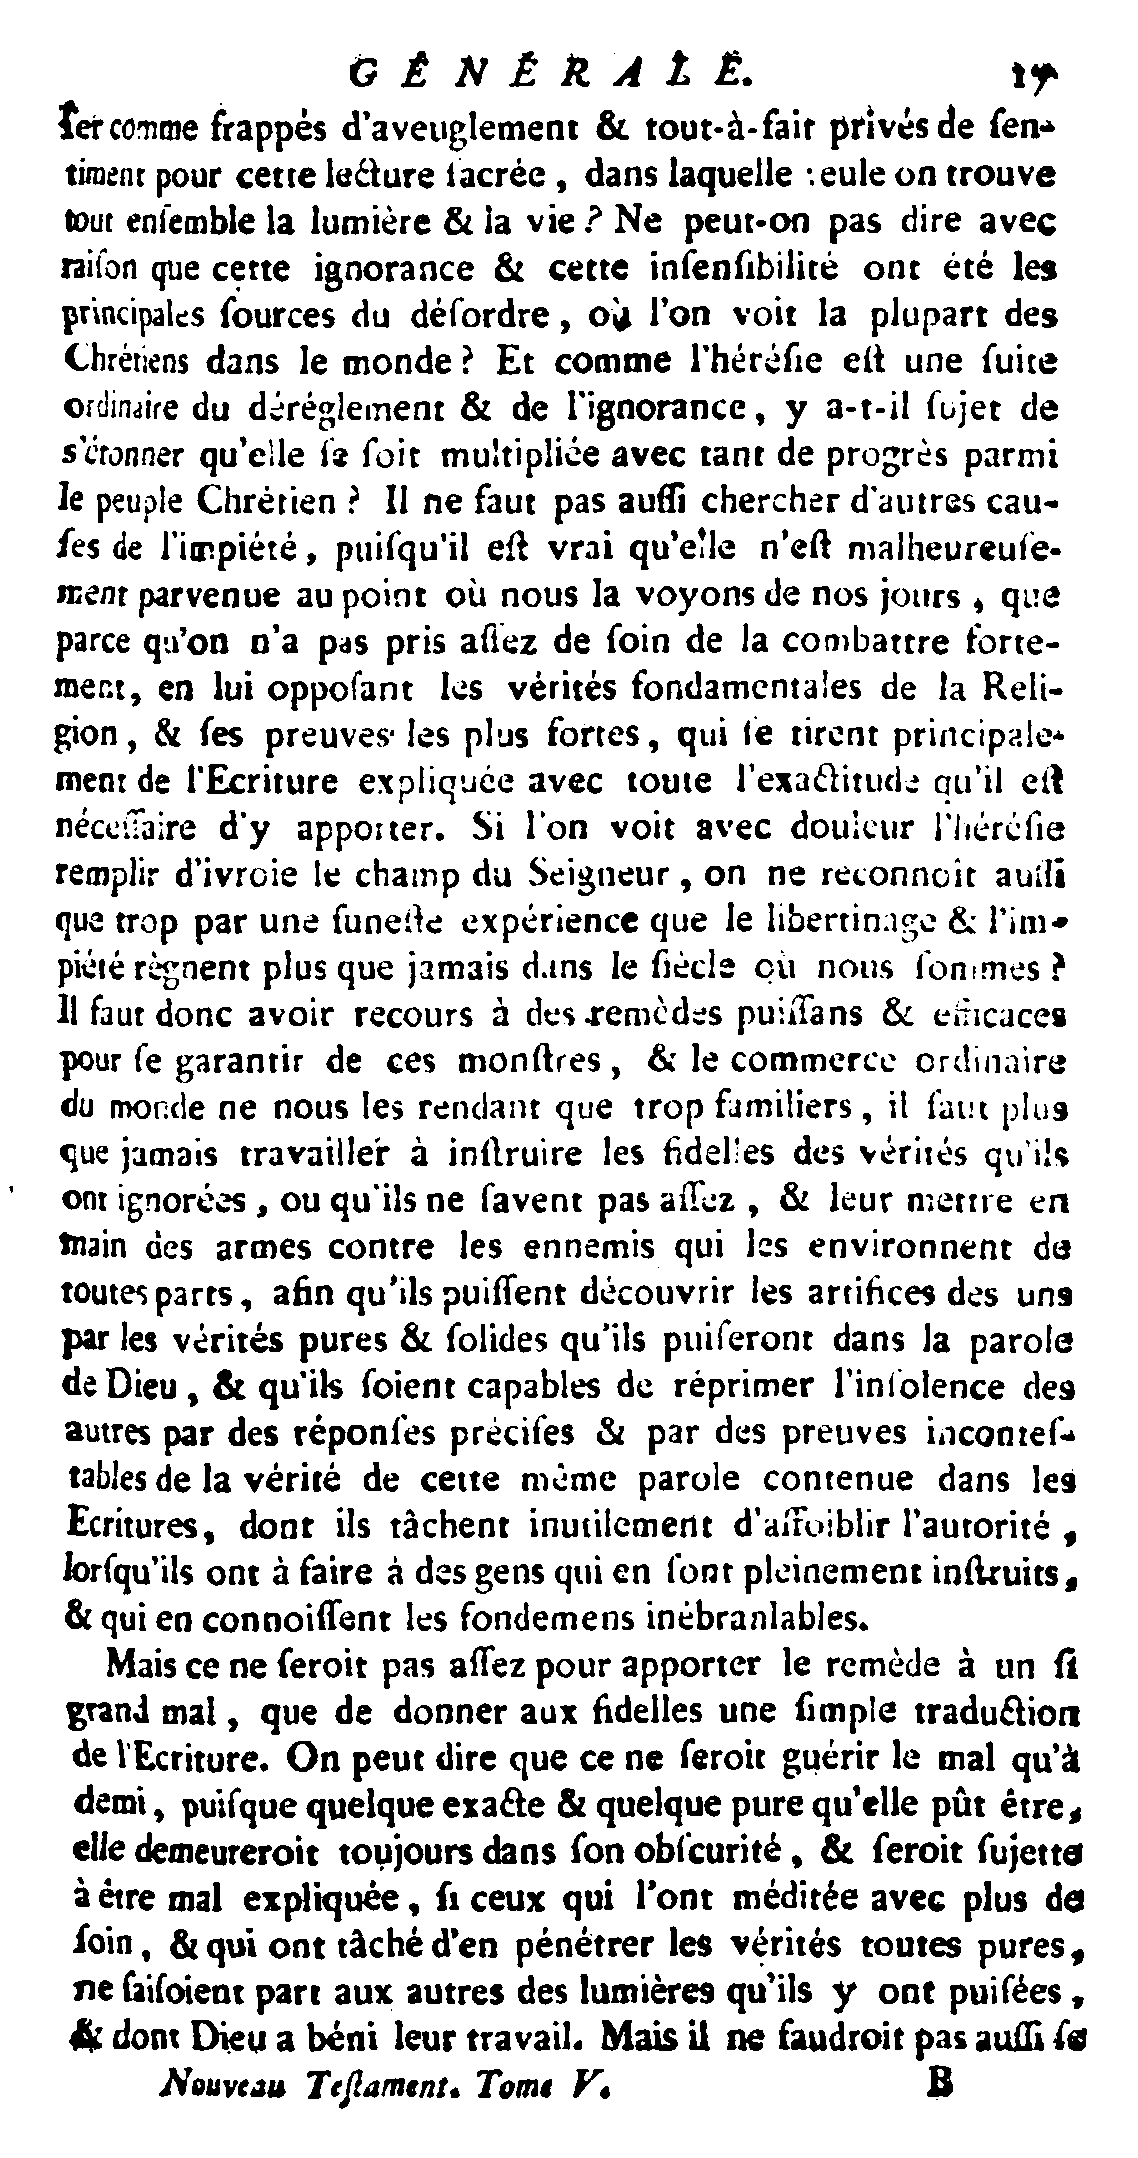 GÉNÉRALE. 17
ſer comme frappés d'aveuglement & tout-à-fait privés de ſen-
timent pour cette lecture ſacrée, dans laquelle ſeule on trouve
tout enſemble la lumière & la vie? Ne peut-on pas dire avec
raiſon que cette ignorance & cette inſenſibilité ont été les
principales ſources du déſordre, où l'on voit la plupart des
Chrétiens dans le monde? Et comme l'héréſie eſt une ſuite
ordinaire du déréglement & de l'ignorance, y a-t-il ſujet de
s'étonner qu'elle ſe ſoit multipliée avec tant de progrès parmi
le peuple Chrétien? Il ne faut pas auſſi chercher d'autres cau-
ſes de l'impiété, puiſqu'il eſt vrai qu'elle n'eſt malheureuſe-
ment parvenue au point où nous la voyons de nos jours, que
parce qu'on n'a pas pris aſſez de ſoin de la combattre forte-
ment, en lui oppoſant les vérités fondamentales de la Reli-
gion, & ſes preuves les plus fortes, qui ſe tirent principale-
ment de l'Ecriture expliquée avec toute l'exactitude qu'il eſt
néceſſaire d'y apporter. Si l'on voit avec douleur l'héréſie
remplir d'ivroie le champ du Seigneur, on ne reconnoît auſſi
que trop par une funeſte expérience que le libertinage & l'im-
piété règnent plus que jamais dans le ſiècle où nous ſommes?
Il faut donc avoir recours à des remèdes puiſſans & efficaces
pour ſe garantir de ces monſtres, & le commerce ordinaire
du monde ne nous les rendant que trop familiers, il faut plus
que jamais travailler à inſtruire les fidelles des vérités qu'ils
ont ignorées, ou qu'ils ne ſavent pas aſſez, & leur mettre en
main des armes contre les ennemis qui les environnent de
toutes parts, afin qu'ils puiſſent découvrir les artifices des uns
par les vérités pures & ſolides qu'ils puiſeront dans la parole
de Dieu, & qu'ils ſoient capables de réprimer l'inſolence des
autres par des réponſes préciſes & par des preuves inconteſ-
tables de la vérité de cette même parole contenue dans les
Ecritures, dont ils tâchent inutilement d'affoiblir l'autorité,
lorſqu'ils ont à faire à des gens qui en ſont pleinement inſtruits,
& qui en connoiſſent les fondemens inébranlables.
Mais ce ne ſeroit pas aſſez pour apporter le remède à un ſi
grand mal, que de donner aux fidelles une ſimple traduction
de l'Ecriture. On peut dire que ce ne ſeroit guérir le mal qu'à
demi, puiſque quelque exacte & quelque pure qu'elle pût être,
elle demeureroit toujours dans ſon obſcurité, & ſeroit ſujette
à être mal expliquée, ſi ceux qui l'ont méditée avec plus de
ſoin, & qui ont tâché d'en pénétrer les vérités toutes pures,
ne faiſoient part aux autres des lumières qu'ils y ont puiſées,
& dont Dieu a béni leur travail. Mais il ne faudroit pas auſſi ſe
Nouveau Teſtament. Tome V. B